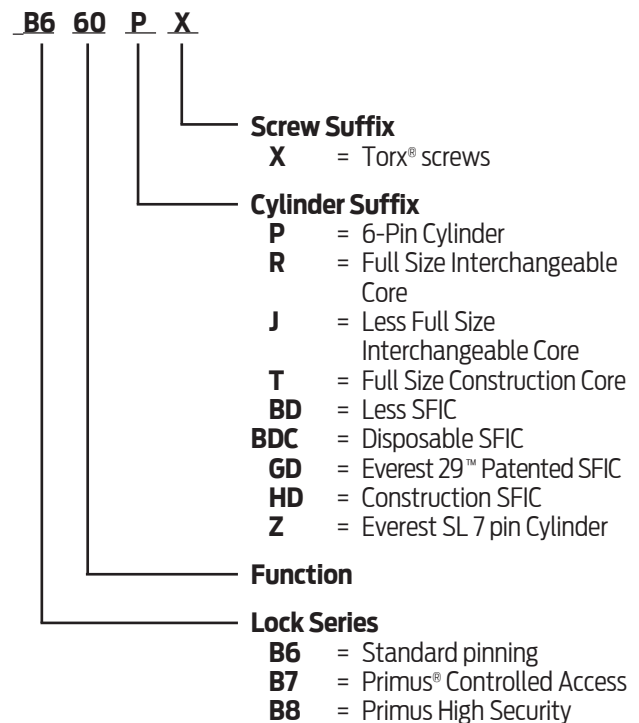 B6 60 P X
Screw Suffix
X = Torx® screws
Cylinder Suffix
P = 6-Pin Cylinder
R = Full Size Interchangeable
Core
J = Less Full Size
Interchangeable Core
T = Full Size Construction Core
BD = Less SFIC
BDC = Disposable SFIC
GD = Everest 29™ Patented SFIC
HD = Construction SFIC
Z = Everest SL 7 pin Cylinder
Function
Lock Series
B6 = Standard pinning
B7 = Primus® Controlled Access
B8 = Primus High Security